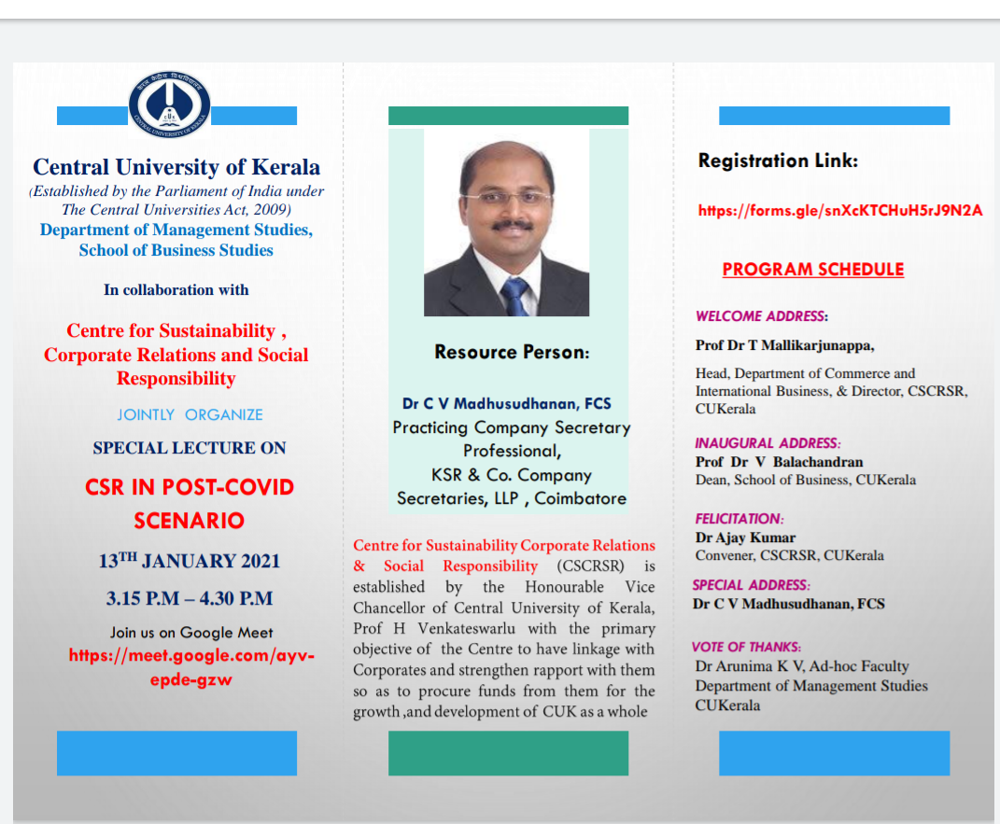 केरल केन्द्रीय विश्वविद्यालय
CENTRAL UNIVERSITY OF KERALA
Central University of Kerala
(Established by the Parliament of India under
The Central Universities Act, 2009)
Department of Management Studies,
School of Business Studies
In collaboration with
Centre for Sustainability ,
Corporate Relations and Social
Responsibility
JOINTLY ORGANIZE
SPECIAL LECTURE ON
CSR IN POST-COVID
SCENARIO
13TH JANUARY 2021
3.15 P.M – 4.30 P.M
Join us on Google Meet
https://meet.google.com/ayv-
epde-gzw
Resource Person:
Dr C V Madhusudhanan, FCS
Practicing Company Secretary
Professional,
KSR & Co. Company
Secretaries, LLP , Coimbatore
Centre for Sustainability Corporate Relations
& Social Responsibility (CSCRSR) is
established by the Honourable Vice
Chancellor of Central University of Kerala,
Prof H Venkateswarlu with the primary
objective of the Centre to have linkage with
Corporates and strengthen rapport with them
so as to procure funds from them for the
growth ,and development of CUK as a whole
Registration Link:
https://forms.gle/snXcKTCHuH5rJ9N2A
PROGRAM SCHEDULE
WELCOME ADDRESS:
Prof Dr T Mallikarjunappa,
Head, Department of Commerce and
International Business, & Director, CSCRSR,
CUKerala
INAUGURAL ADDRESS:
Prof Dr V Balachandran
Dean, School of Business, CUKerala
FELICITATION:
Dr Ajay Kumar
Convener, CSCRSR, CUKerala
SPECIAL ADDRESS:
Dr C V Madhusudhanan, FCS
VOTE OF THANKS:
Dr Arunima K V, Ad-hoc Faculty
Department of Management Studies
CUKerala